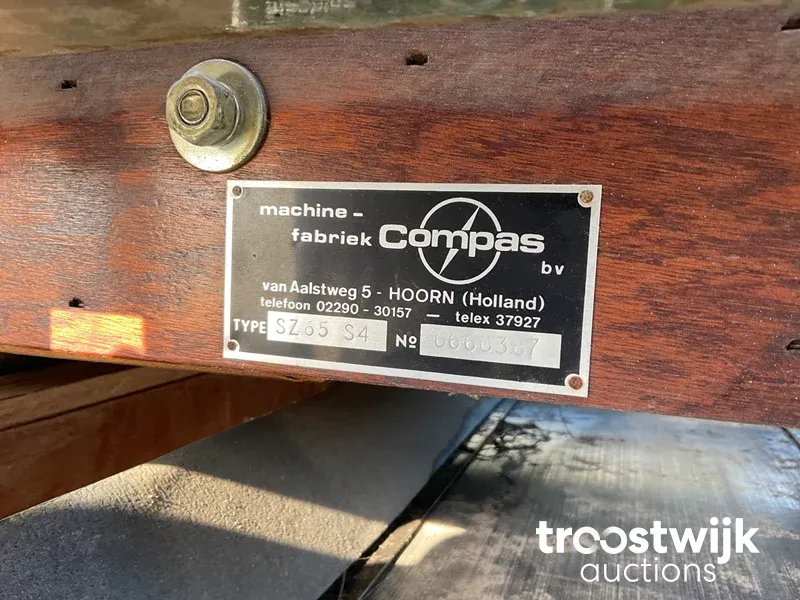 machine -
fabriek Compas
bv
van Aalstweg 5 - HOORN (Holland)
telefoon 02290 - 30157 — telex 37927
TYPE SZ65 S4 No
troostwijk
auctions